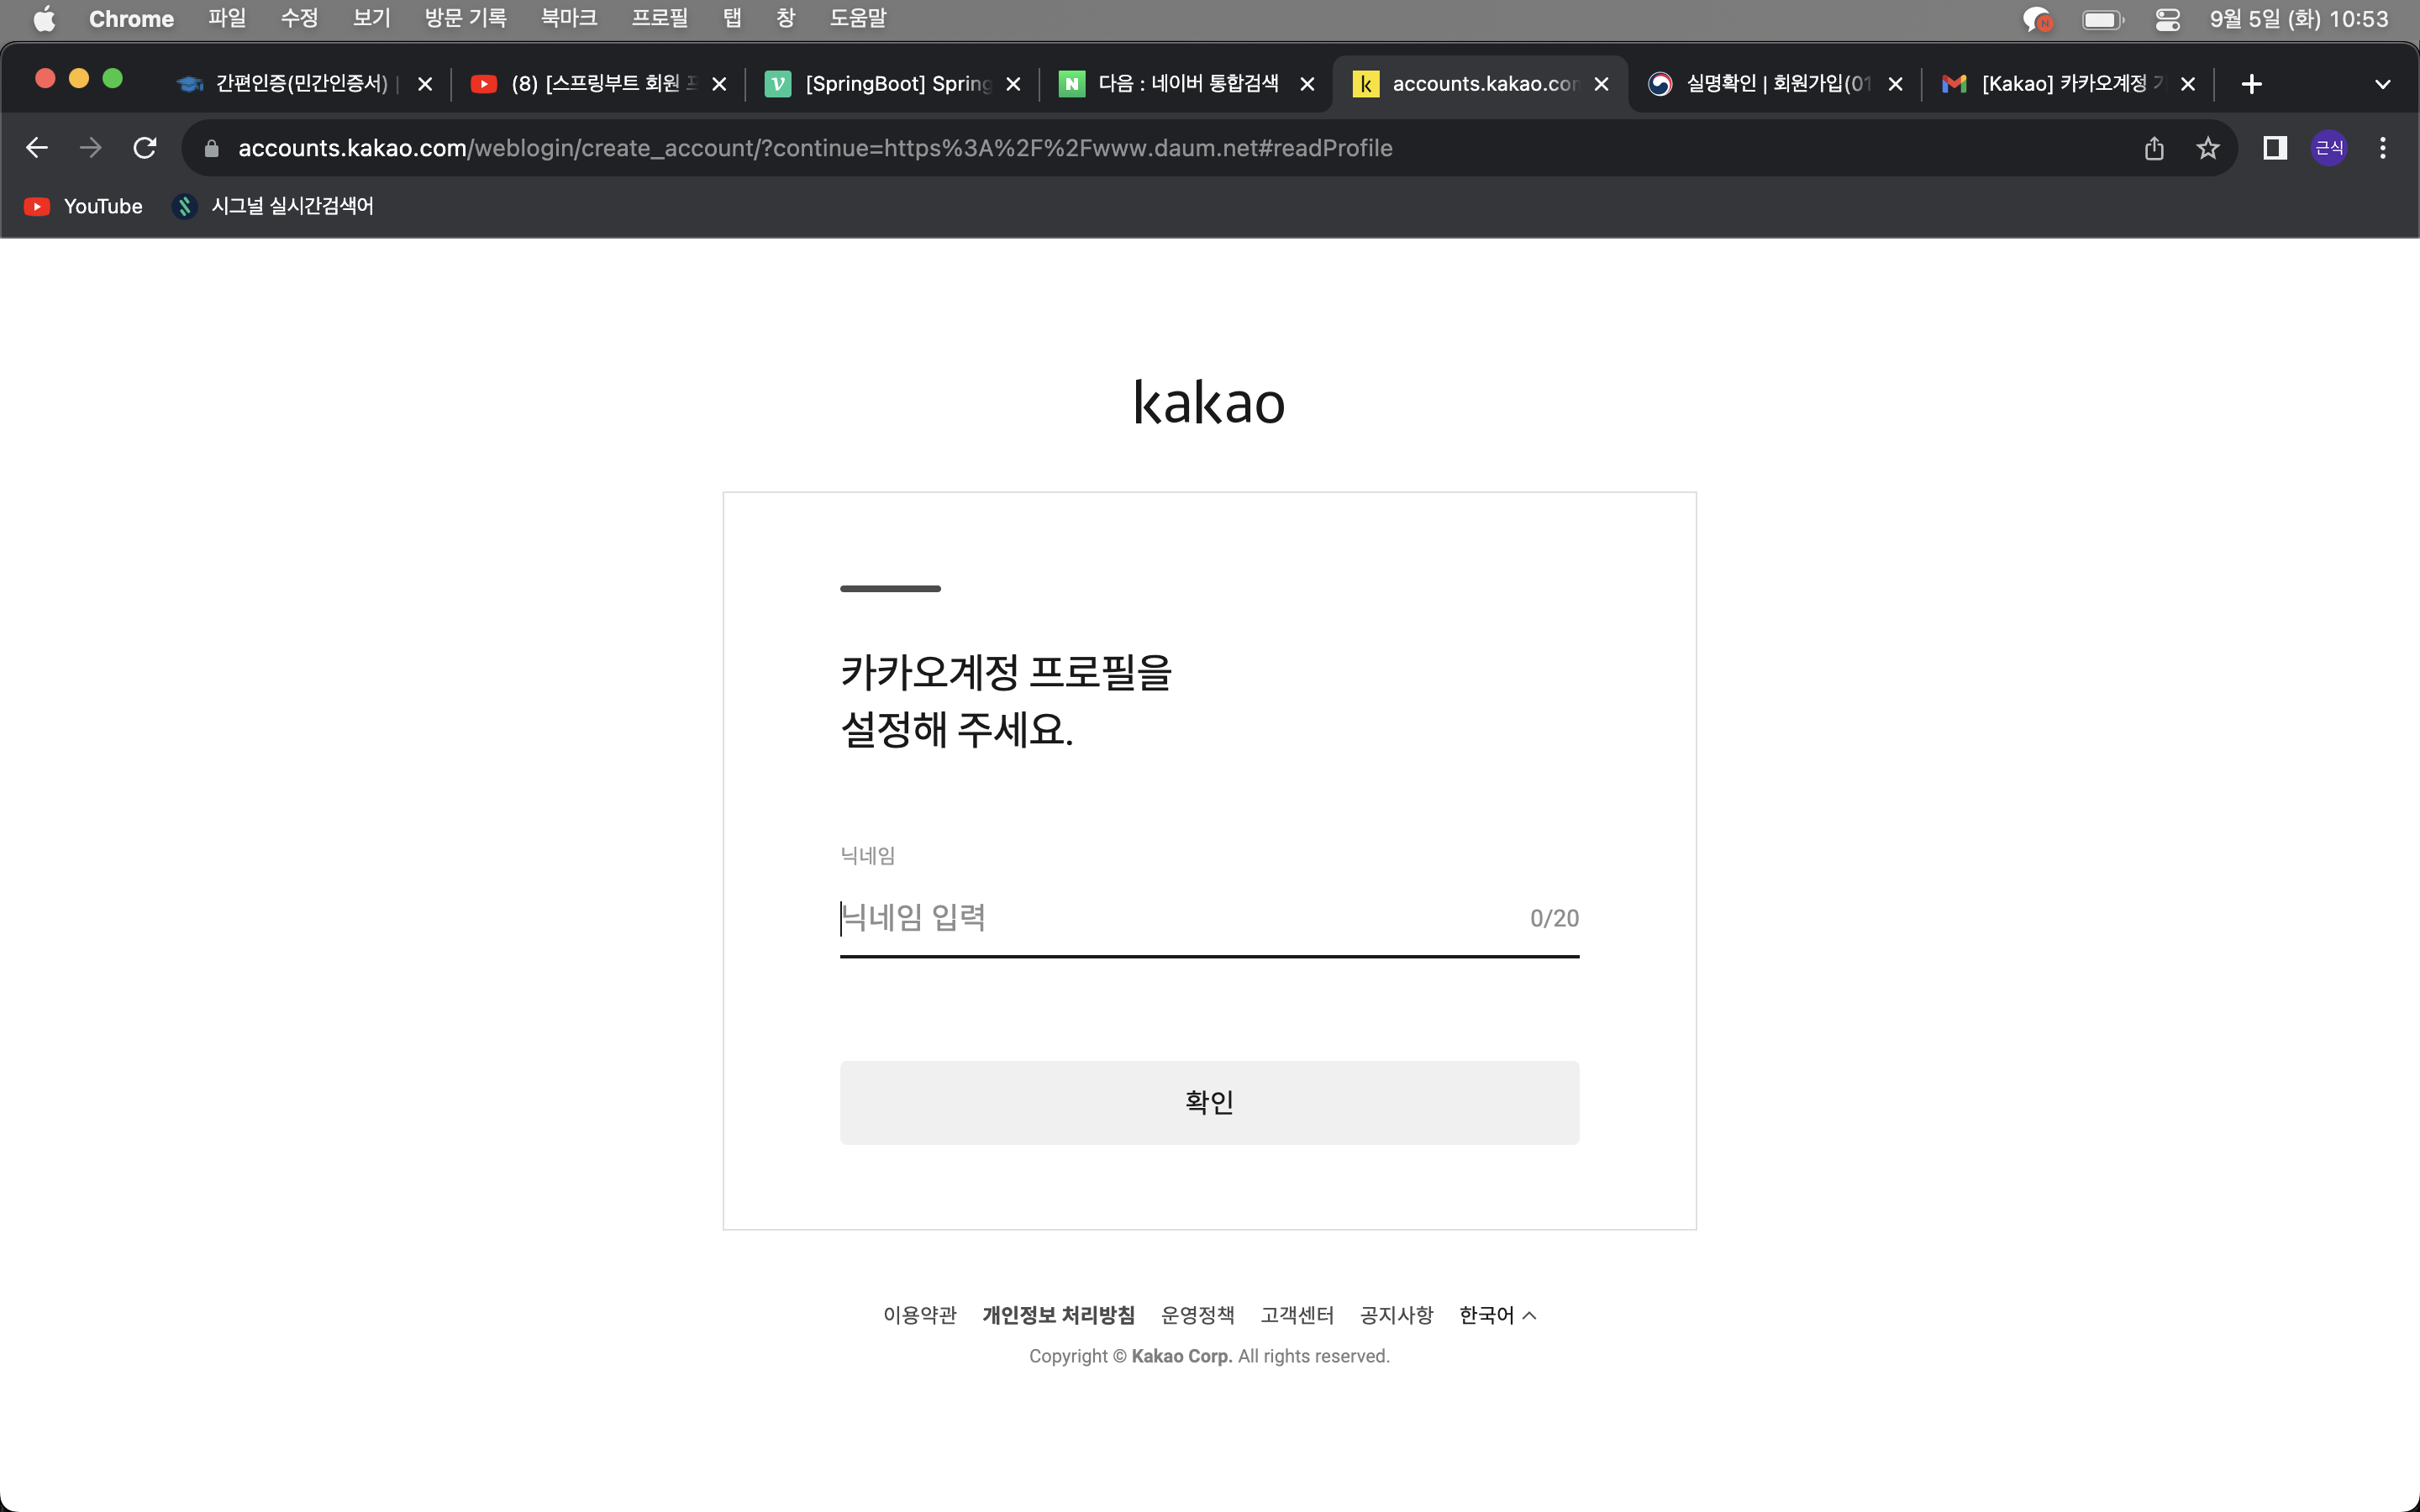 Chrome 파일 수정 보기 방문 기록 북마크 프로필 탭 창 도움말 9월 5일 (화) 10:53
간편인증(민간인증서) | (8) [스프링부트 회원 프 [SpringBoot] Spring 다음 : 네이버 통합검색 accounts.kakao.com 실명확인 | 회원가입(01 [Kakao] 카카오계정
accounts.kakao.com/weblogin/create_account/?continue=https%3A%2F%2Fwww.daum.net#readProfile 근식
YouTube 시그널 실시간검색어
kakao
카카오계정 프로필을
설정해 주세요.
닉네임
닉네임 입력 0/20
확인
이용약관 개인정보 처리방침 운영정책 고객센터 공지사항 한국어
Copyright © Kakao Corp. All rights reserved.